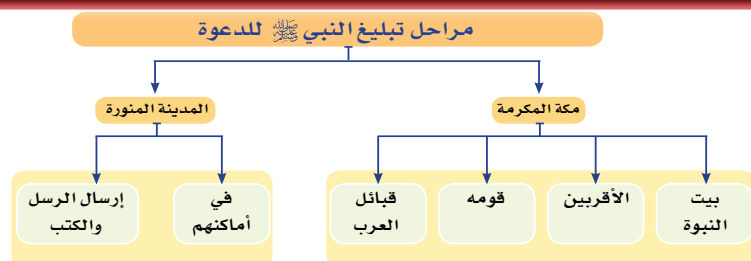 مراحل تبليغ النبي ﷺ للدعوة
مكة المكرمة
المدينة المنورة
بيت
النبوة
الأقربين
قومه
قبائل
العرب
في
أماكنهم
إرسال الرسل
والكتب